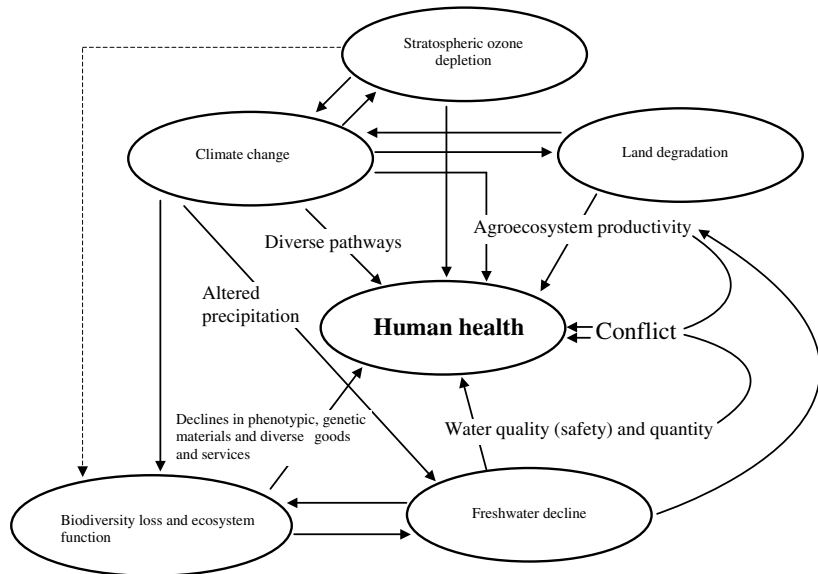 Stratospheric ozone
depletion
Climate change
Land degradation
Diverse pathways
Agroecosystem productivity
Altered
precipitation
Human health
Conflict
Declines in phenotypic, genetic
materials and diverse goods
and services
Water quality (safety) and quantity
Biodiversity loss and ecosystem
function
Freshwater decline